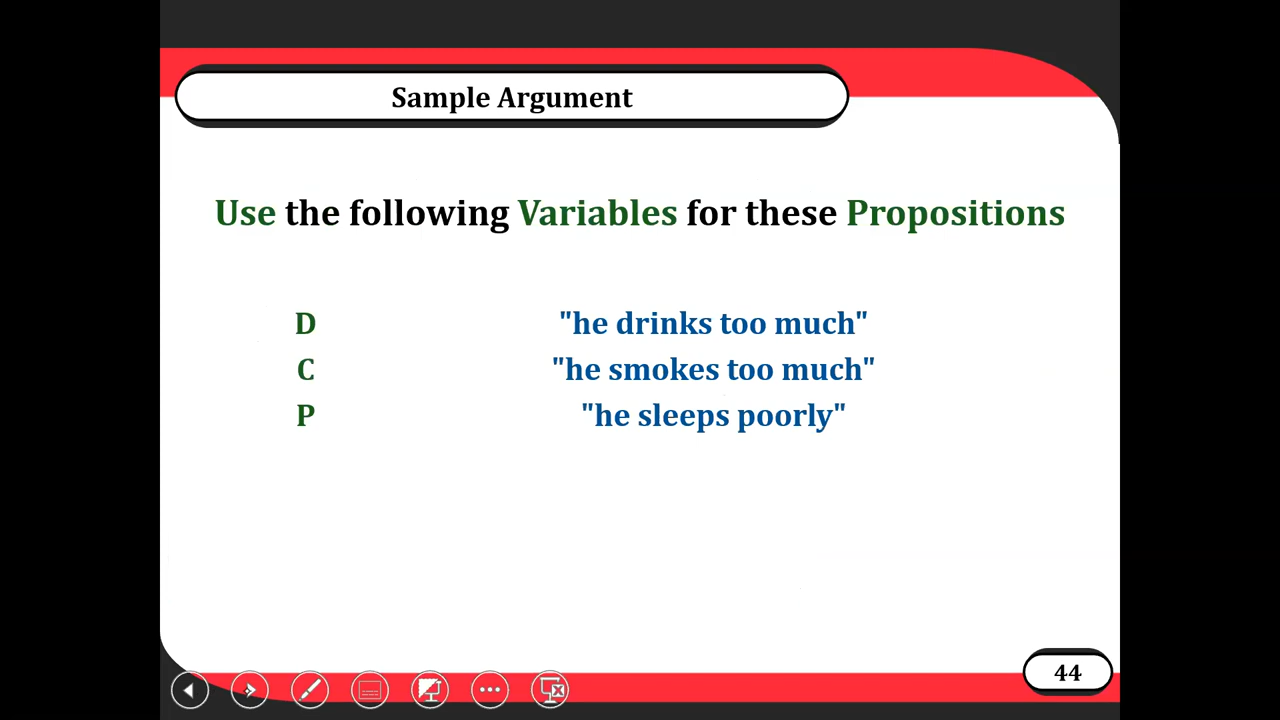 Sample Argument
Use the following Variables for these Propositions
D "he drinks too much"
C "he smokes too much"
P "he sleeps poorly"
44